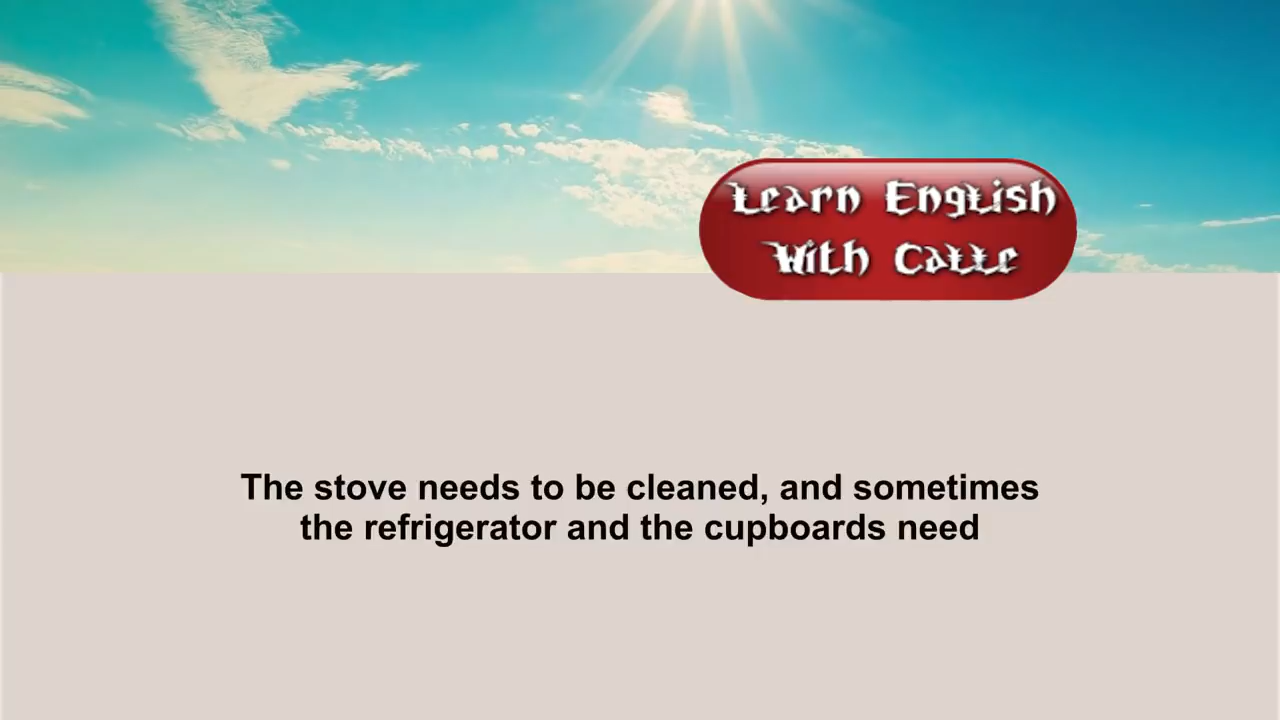 Learn English
With Calle
The stove needs to be cleaned, and sometimes
the refrigerator and the cupboards need